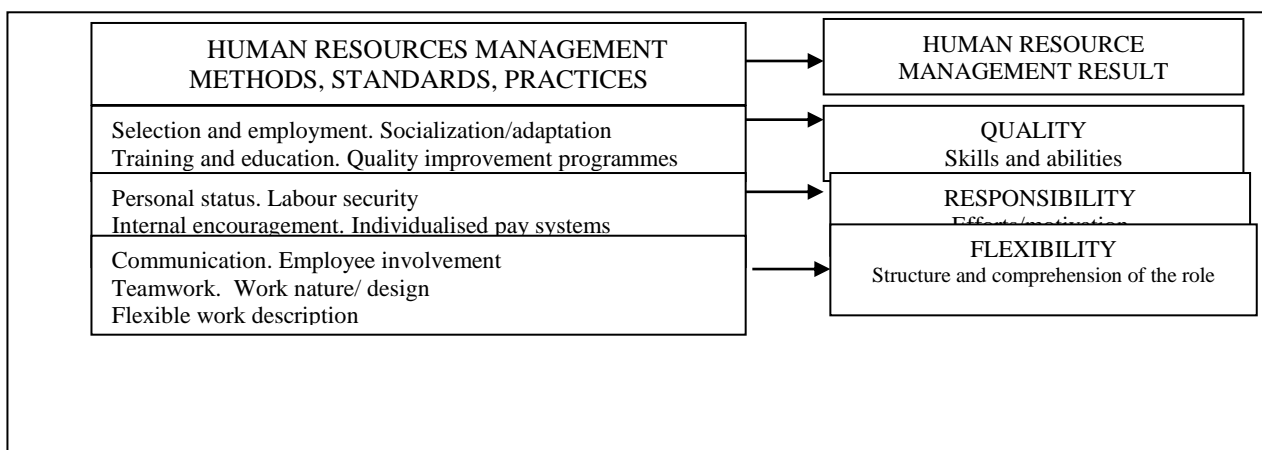 HUMAN RESOURCES MANAGEMENT
METHODS, STANDARDS, PRACTICES
HUMAN RESOURCE
MANAGEMENT RESULT
Selection and employment. Socialization/adaptation
Training and education. Quality improvement programmes
QUALITY
Skills and abilities
Personal status. Labour security
Internal encouragement. Individualised pay systems
RESPONSIBILITY
Efforts/motivation
Communication. Employee involvement
Teamwork. Work nature/ design
Flexible work description
FLEXIBILITY
Structure and comprehension of the role